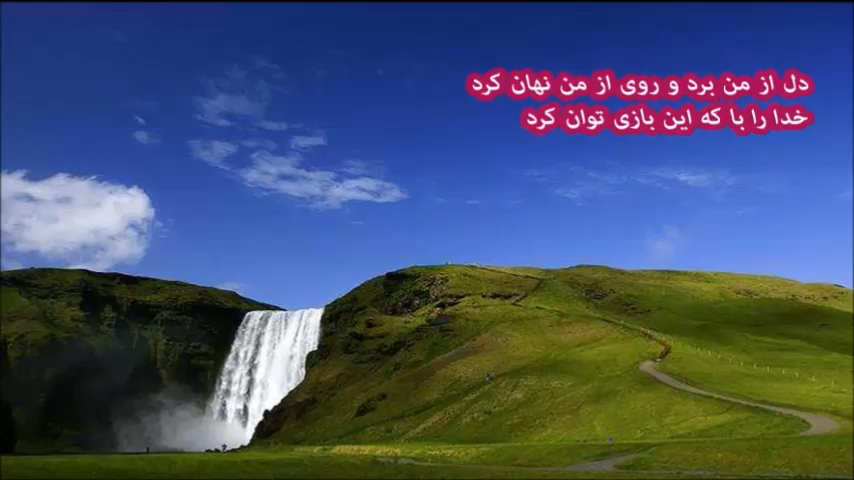 دل از من برد و روی از من نهان کرد
خدا را با که این بازی توان کرد